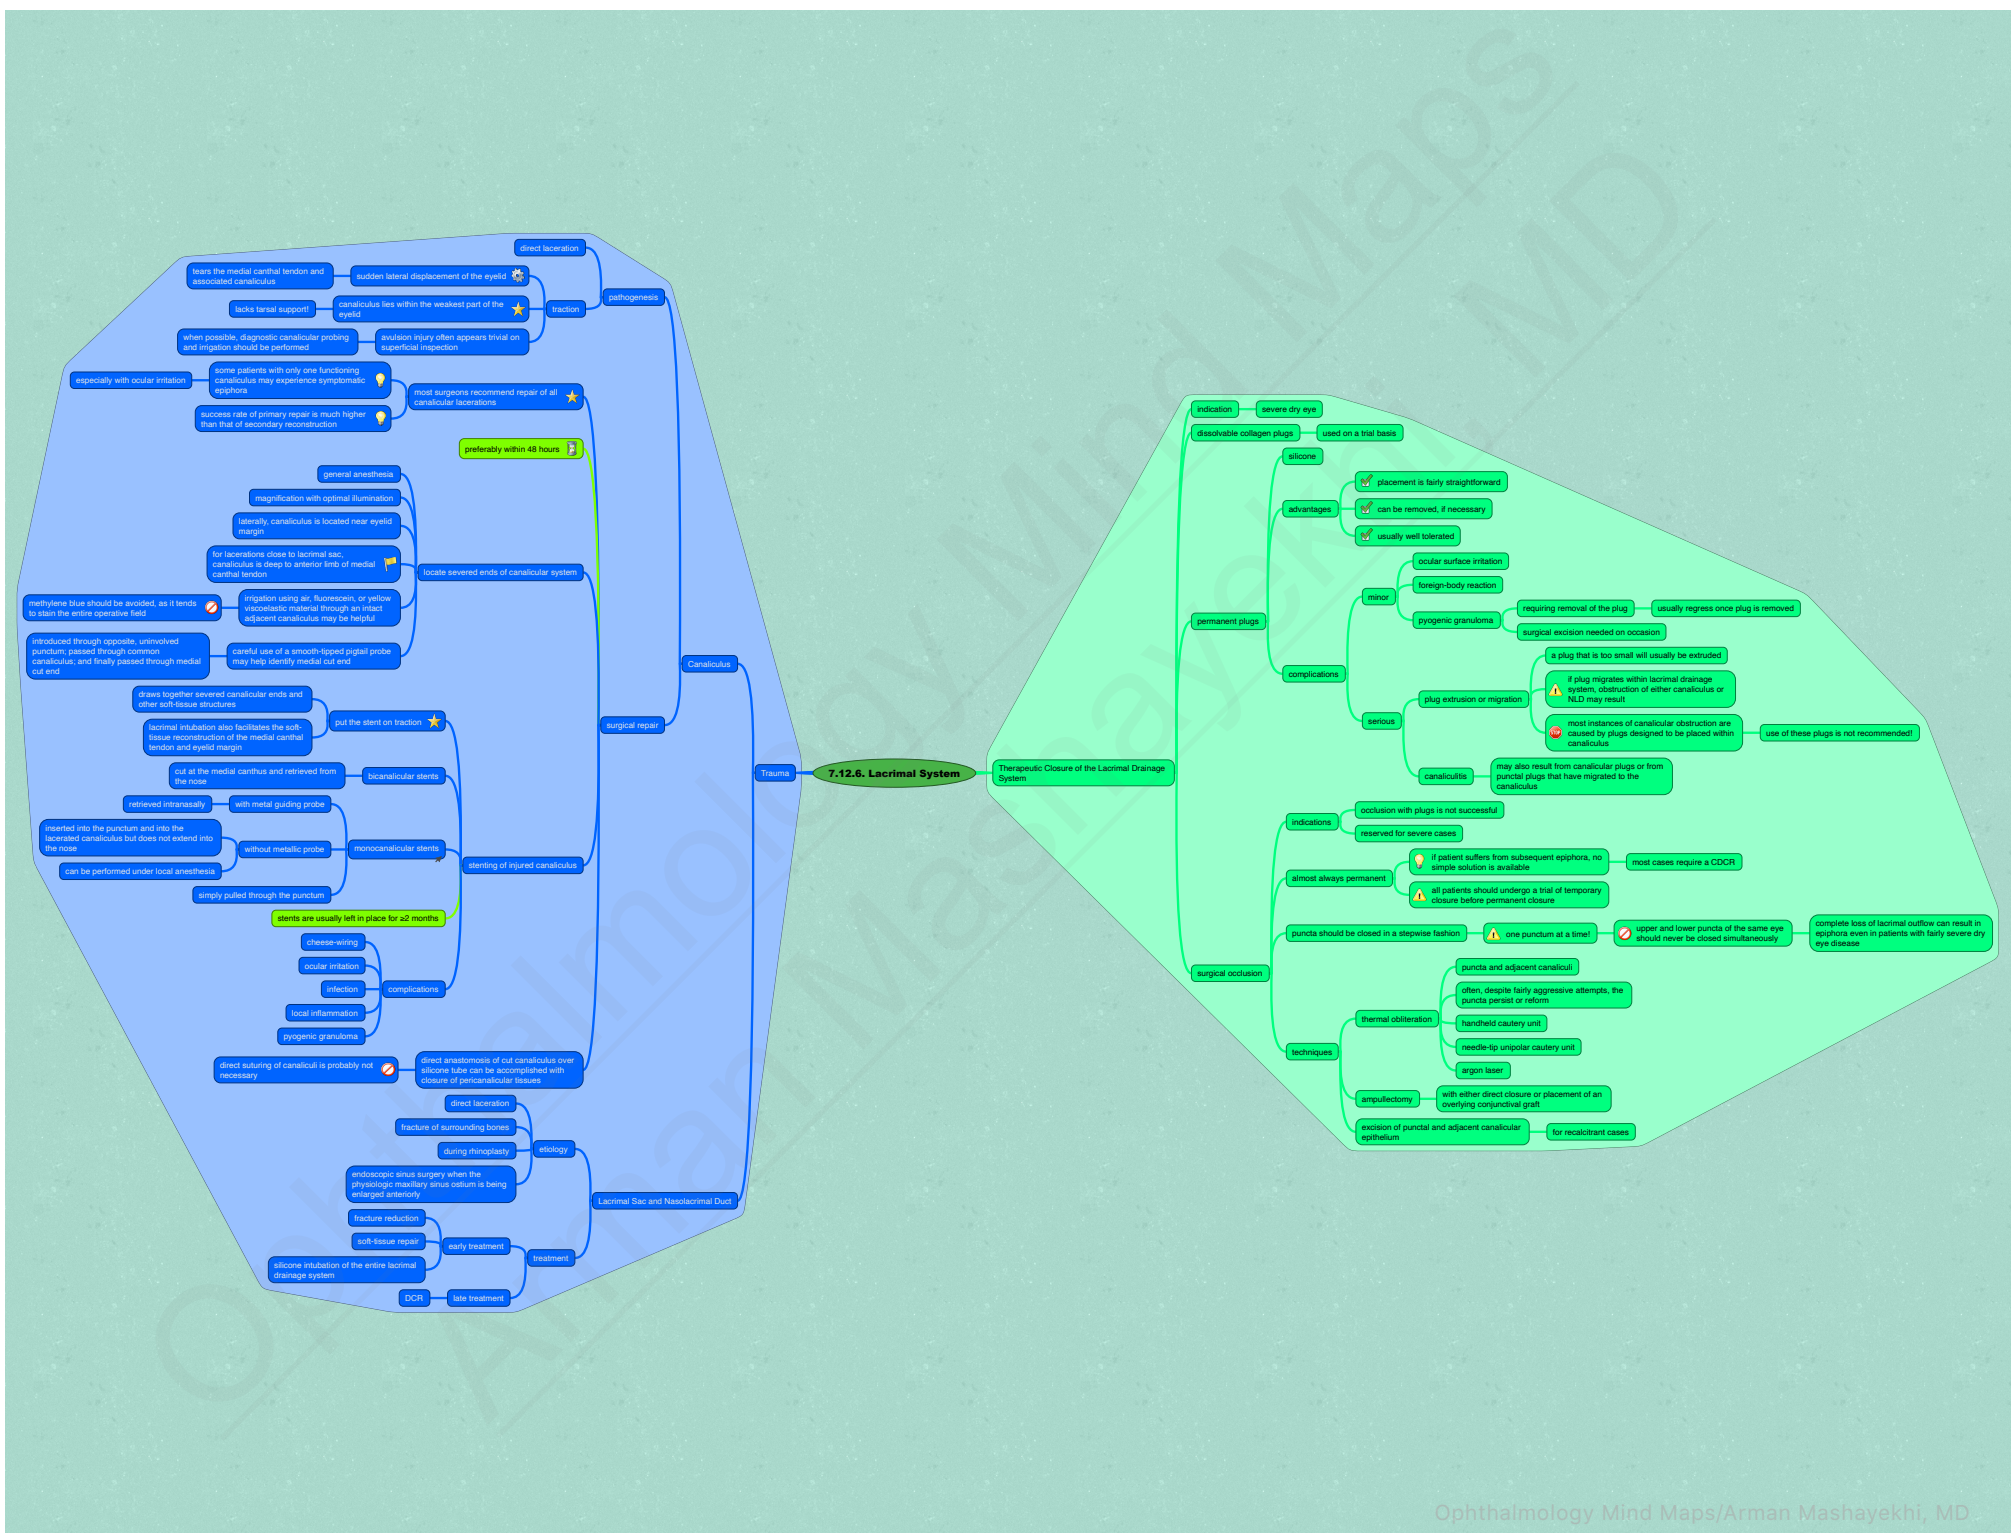 7.12.6. Lacrimal System
Trauma
Canaliculus
pathogenesis
direct laceration
traction
sudden lateral displacement of the eyelid
tears the medial canthal tendon and
associated canaliculus
canaliculus lies within the weakest part of the
eyelid
lacks tarsal support!
avulsion injury often appears trivial on
superficial inspection
when possible, diagnostic canalicular probing
and irrigation should be performed
surgical repair
most surgeons recommend repair of all
canalicular lacerations
some patients with only one functioning
canaliculus may experience symptomatic
epiphora
especially with ocular irritation
success rate of primary repair is much higher
than that of secondary reconstruction
preferably within 48 hours
locate severed ends of canalicular system
general anesthesia
magnification with optimal illumination
laterally, canaliculus is located near eyelid
margin
for lacerations close to lacrimal sac,
canaliculus is deep to anterior limb of medial
canthal tendon
irrigation using air, fluorescein, or yellow
viscoelastic material through an intact
adjacent canaliculus may be helpful
methylene blue should be avoided, as it tends
to stain the entire operative field
careful use of a smooth-tipped pigtail probe
may help identify medial cut end
introduced through opposite, uninvolved
punctum; passed through common
canaliculus; and finally passed through medial
cut end
stenting of injured canaliculus
put the stent on traction
draws together severed canalicular ends and
other soft-tissue structures
lacrimal intubation also facilitates the soft-
tissue reconstruction of the medial canthal
tendon and eyelid margin
bicanalicular stents
cut at the medial canthus and retrieved from
the nose
monocanalicular stents
with metal guiding probe
retrieved intranasally
without metallic probe
inserted into the punctum and into the
lacerated canaliculus but does not extend into
the nose
can be performed under local anesthesia
simply pulled through the punctum
stents are usually left in place for ≥2 months
complications
cheese-wiring
ocular irritation
infection
local inflammation
pyogenic granuloma
direct anastomosis of cut canaliculus over
silicone tube can be accomplished with
closure of pericanalicular tissues
direct suturing of canaliculi is probably not
necessary
Lacrimal Sac and Nasolacrimal Duct
etiology
direct laceration
fracture of surrounding bones
during rhinoplasty
endoscopic sinus surgery when the
physiologic maxillary sinus ostium is being
enlarged anteriorly
treatment
early treatment
fracture reduction
soft-tissue repair
silicone intubation of the entire lacrimal
drainage system
late treatment
DCR
Therapeutic Closure of the Lacrimal Drainage
System
indication
severe dry eye
dissolvable collagen plugs
used on a trial basis
permanent plugs
silicone
advantages
placement is fairly straightforward
can be removed, if necessary
usually well tolerated
complications
minor
ocular surface irritation
foreign-body reaction
pyogenic granuloma
requiring removal of the plug
usually regress once plug is removed
surgical excision needed on occasion
serious
plug extrusion or migration
a plug that is too small will usually be extruded
if plug migrates within lacrimal drainage
system, obstruction of either canaliculus or
NLD may result
most instances of canalicular obstruction are
caused by plugs designed to be placed within
canaliculus
use of these plugs is not recommended!
canaliculitis
may also result from canalicular plugs or from
punctal plugs that have migrated to the
canaliculus
surgical occlusion
indications
occlusion with plugs is not successful
reserved for severe cases
almost always permanent
if patient suffers from subsequent epiphora, no
simple solution is available
most cases require a CDCR
all patients should undergo a trial of temporary
closure before permanent closure
puncta should be closed in a stepwise fashion
one punctum at a time!
upper and lower puncta of the same eye
should never be closed simultaneously
complete loss of lacrimal outflow can result in
epiphora even in patients with fairly severe dry
eye disease
techniques
thermal obliteration
puncta and adjacent canaliculi
often, despite fairly aggressive attempts, the
puncta persist or reform
handheld cautery unit
needle-tip unipolar cautery unit
argon laser
ampullectomy
with either direct closure or placement of an
overlying conjunctival graft
excision of punctal and adjacent canalicular
epithelium
for recalcitrant cases
Ophthalmology Mind Maps
Arman Mashayekhi, MD
Ophthalmology Mind Maps/Arman Mashayekhi, MD